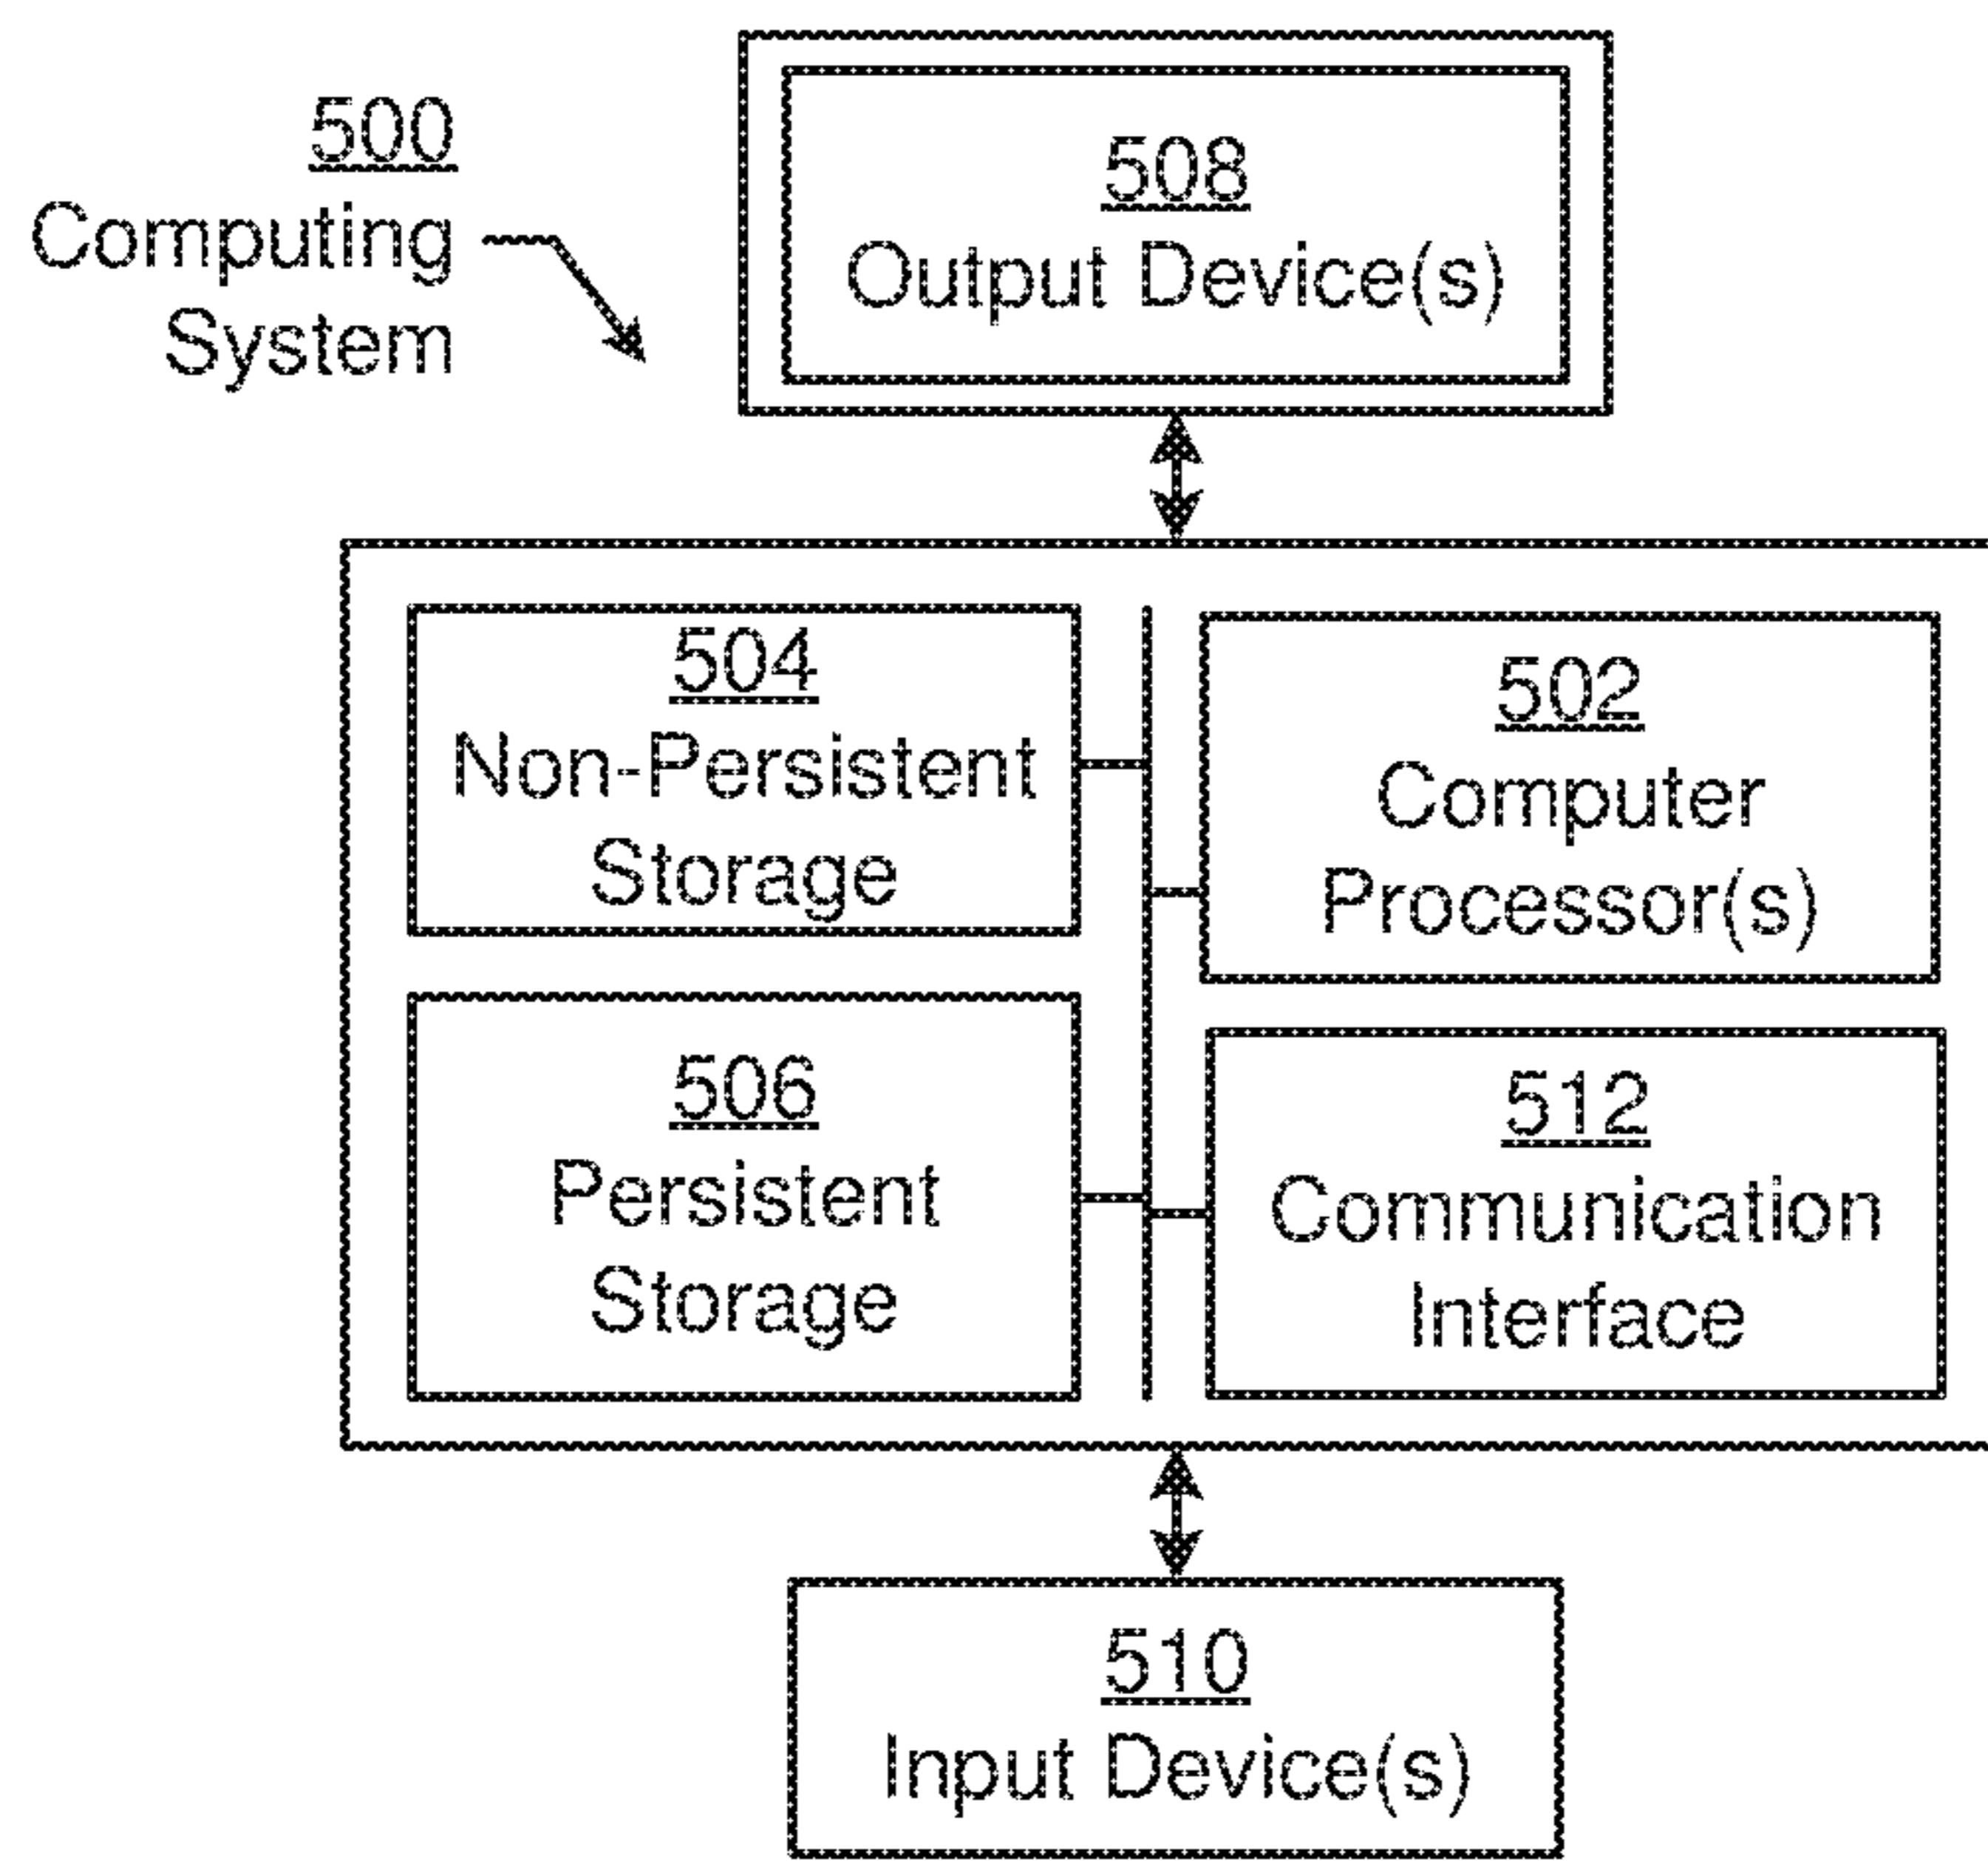 500
Computing
System
508
Output Device(s)
504
Non-Persistent
Storage
502
Computer
Processor(s)
506
Persistent
Storage
512
Communication
Interface
510
Input Device(s)